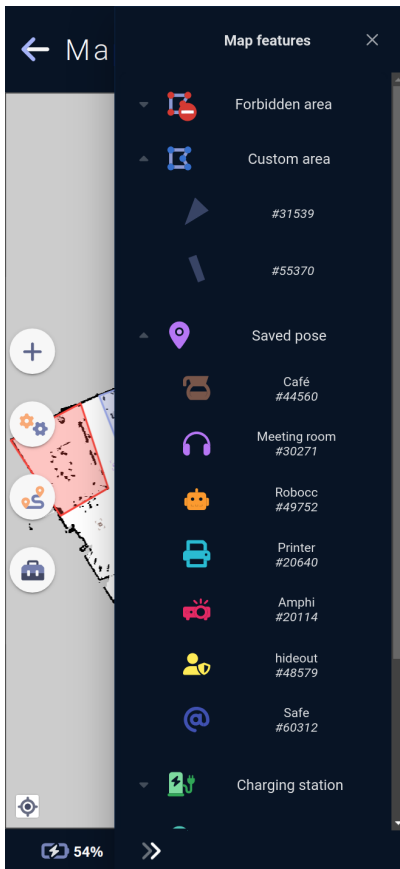 Ma
Map features
Forbidden area
Custom area
#31539
#55370
Saved pose
Café
#44560
Meeting room
#30271
Robocc
#49752
Printer
#20640
Amphi
#20114
hideout
#48579
Safe
#60312
Charging station
54%